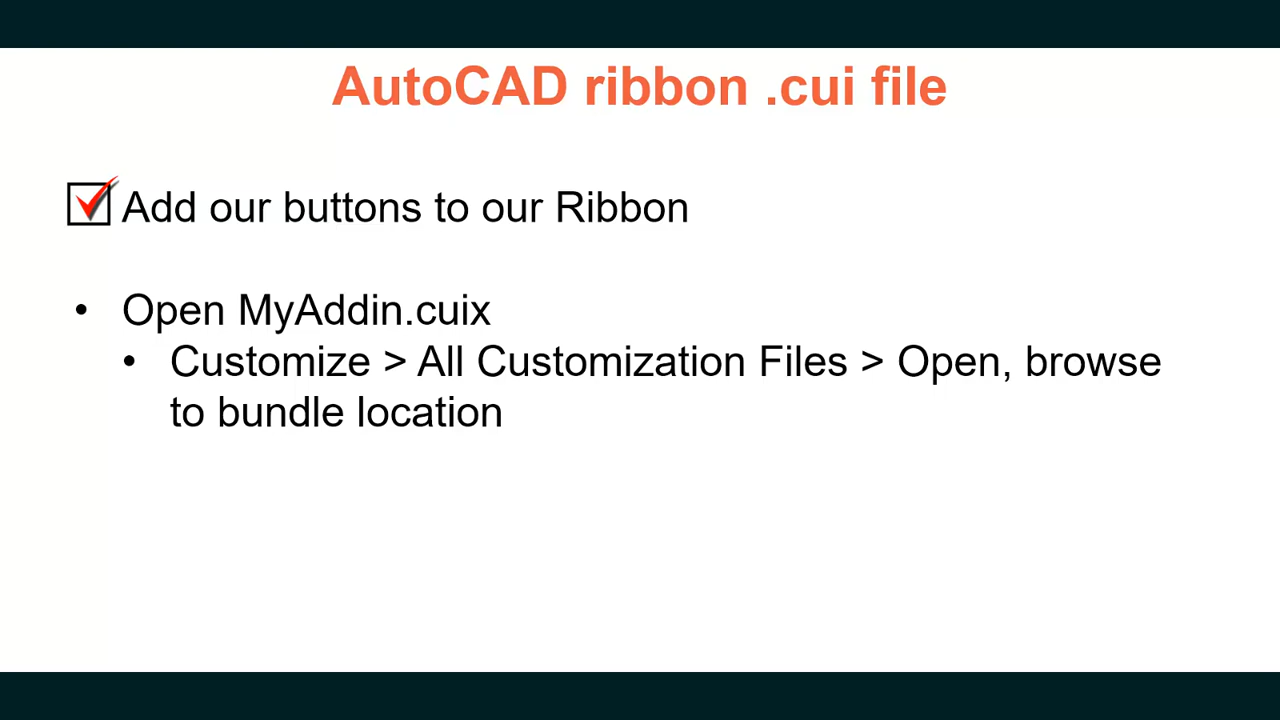 AutoCAD ribbon .cui file
Add our buttons to our Ribbon
• Open MyAddin.cuix
• Customize > All Customization Files > Open, browse
to bundle location